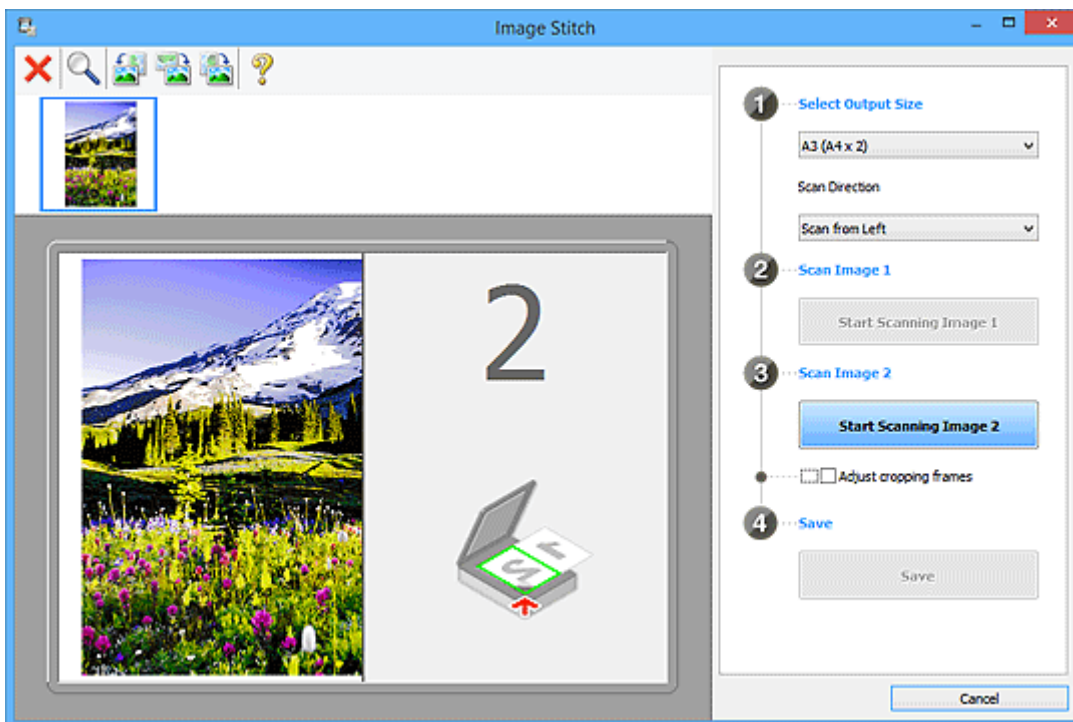 Image Stitch
1
Select Output Size
A3 (A4 x 2)
Scan Direction
Scan from Left
2
Scan Image 1
Start Scanning Image 1
3
Scan Image 2
Start Scanning Image 2
Adjust cropping frames
4
Save
Save
Cancel
2